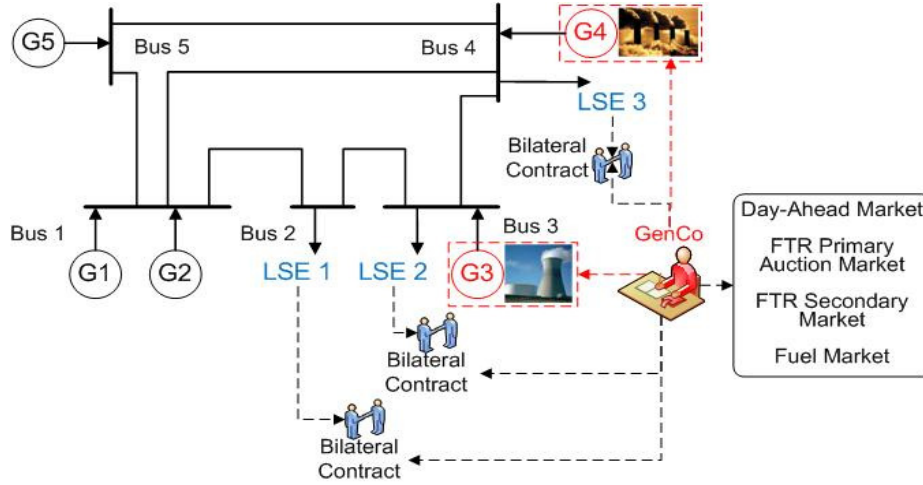 G5
Bus 5
Bus 4
G4
LSE 3
Bilateral
Contract
Bus 1
G1
G2
Bus 2
LSE 1
LSE 2
G3
Bus 3
GenCo
Day-Ahead Market
FTR Primary
Auction Market
FTR Secondary
Market
Fuel Market
Bilateral
Contract
Bilateral
Contract